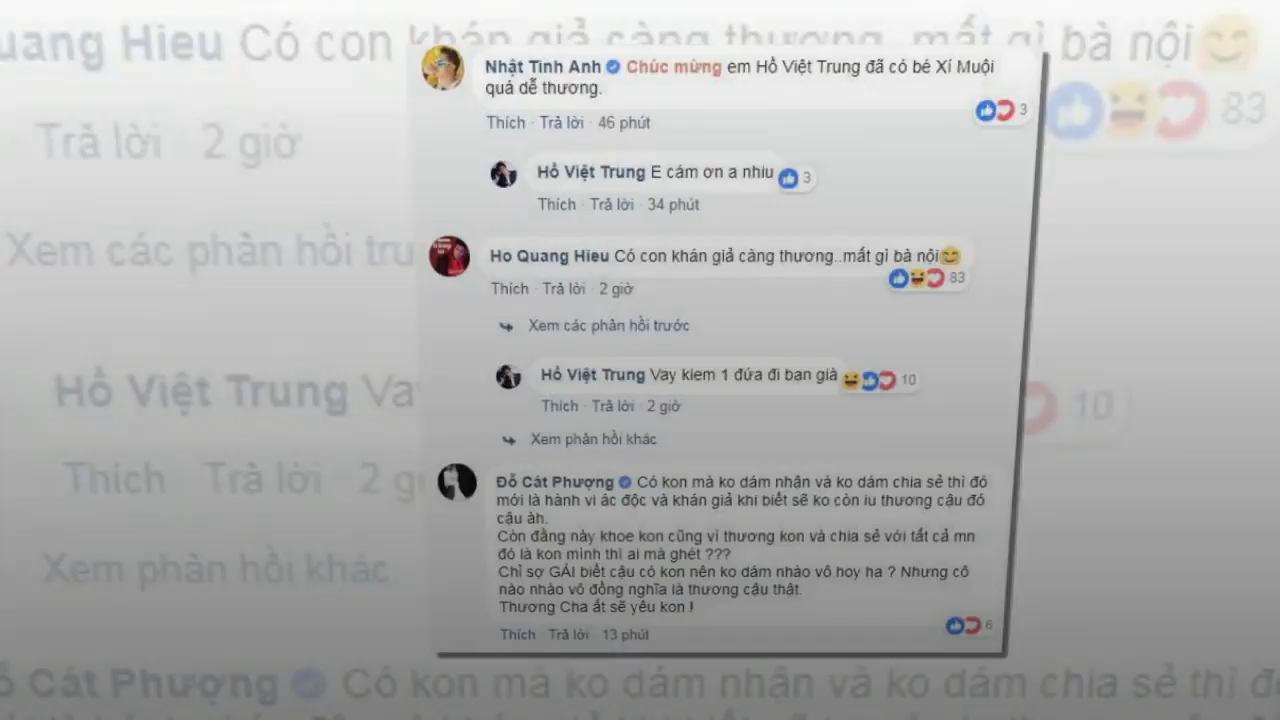 uang Hieu Có con khán giả càng thương..mất gì bà nội
83
Trả lời · 2 giờ
Xem các phản hồi trư
Hồ Việt Trung Va
10
Thích Trả lời 2 g
Xem phản hồi khác
Nhật Tinh Anh Chúc mừng em Hồ Việt Trung đã có bé Xí Muội
quá dễ thương.
3
Thích · Trả lời · 46 phút
Hồ Việt Trung E cám ơn a nhiu
3
Thích · Trả lời · 34 phút
Ho Quang Hieu Có con khán giả càng thương..mất gì bà nội😊
83
Thích · Trả lời · 2 giờ
Xem các phản hồi trước
Hồ Việt Trung Vay kiem 1 đứa đi bạn già
10
Thích · Trả lời · 2 giờ
Xem phản hồi khác
Đỗ Cát Phượng Có kon mà ko dám nhận và ko dám chia sẻ thì đó
mới là hành vi ác độc và khán giả khi biết sẽ ko còn iu thương cậu đó
cậu àh.
Còn đằng này khoe kon cũng vì thương kon và chia sẻ với tất cả mn
đó là kon mình thì ai mà ghét ???
Chỉ sợ GÁI biết cậu có kon nên ko dám nhào vô hoy ha ? Nhưng cô
nào nhào vô đồng nghĩa là thương cậu thật.
Thương Cha ắt sẽ yêu kon !
6
Thích Trả lời 13 phút
ỗ Cát Phượng Có kon mà ko dám nhận và ko dám chia sẻ thì đó